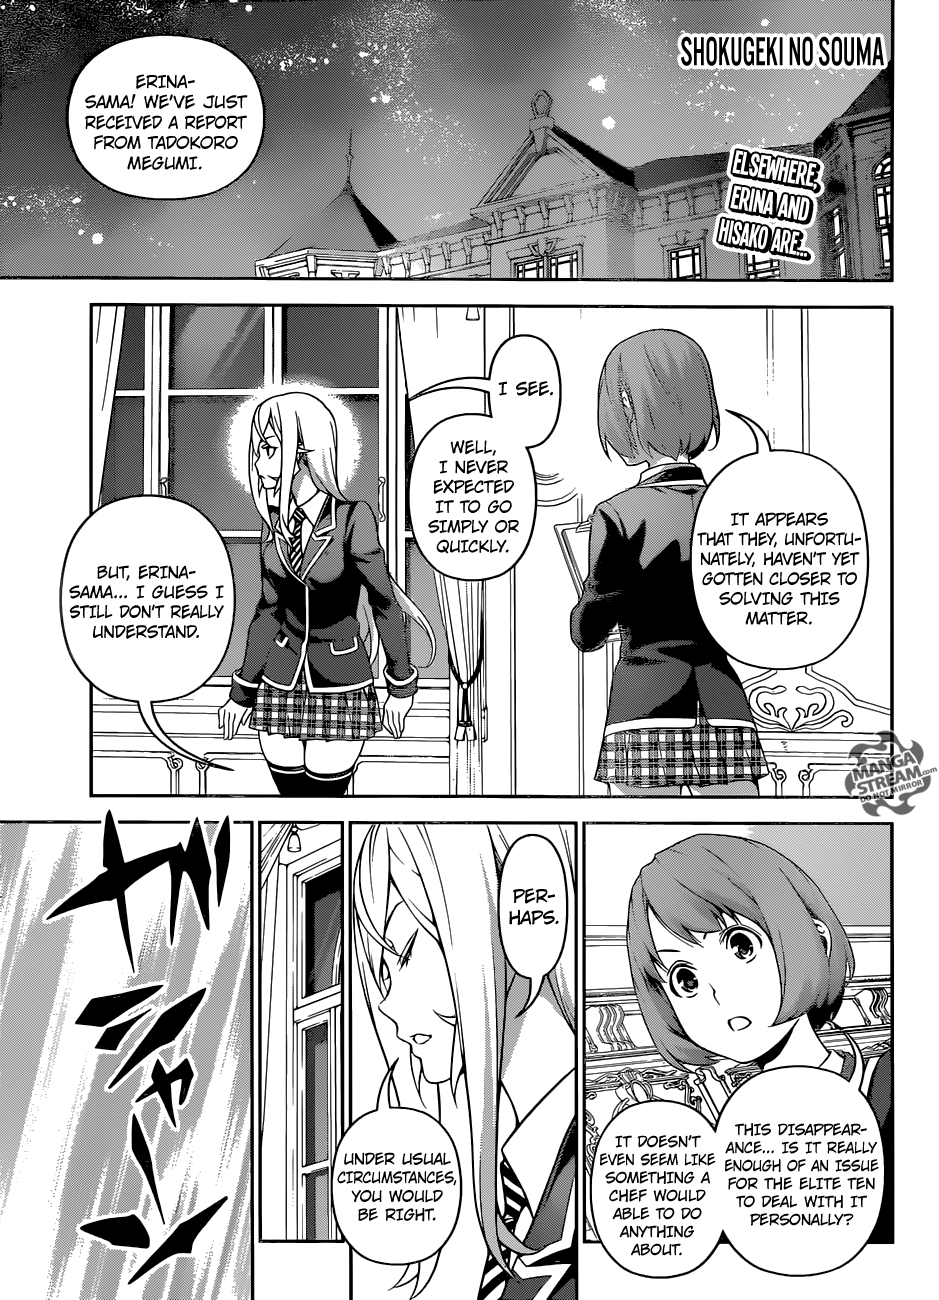 SHOKUGEKI NO SOUMA
ERINA-
SAMA! WE'VE JUST
RECEIVED A REPORT
FROM TADOKORO
MEGUMI.
ELSEWHERE,
ERINA AND
HISAKO ARE...
IT APPEARS
THAT THEY, UNFORTU-
NATELY, HAVEN'T YET
GOTTEN CLOSER TO
SOLVING THIS
MATTER.
I SEE.
WELL,
I NEVER
EXPECTED
IT TO GO
SIMPLY OR
QUICKLY.
BUT, ERINA-
SAMA... I GUESS I
STILL DON'T REALLY
UNDERSTAND.
MANGA
STREAM.com
DO NOT MIRROR!
THIS DISAPPEAR-
ANCE... IS IT REALLY
ENOUGH OF AN ISSUE
FOR THE ELITE TEN
TO DEAL WITH IT
PERSONALLY?
IT DOESN'T
EVEN SEEM LIKE
SOMETHING A
CHEF WOULD
ABLE TO DO
ANYTHING
ABOUT.
PER-
HAPS.
UNDER USUAL
CIRCUMSTANCES,
YOU WOULD
BE RIGHT.
ガシャン